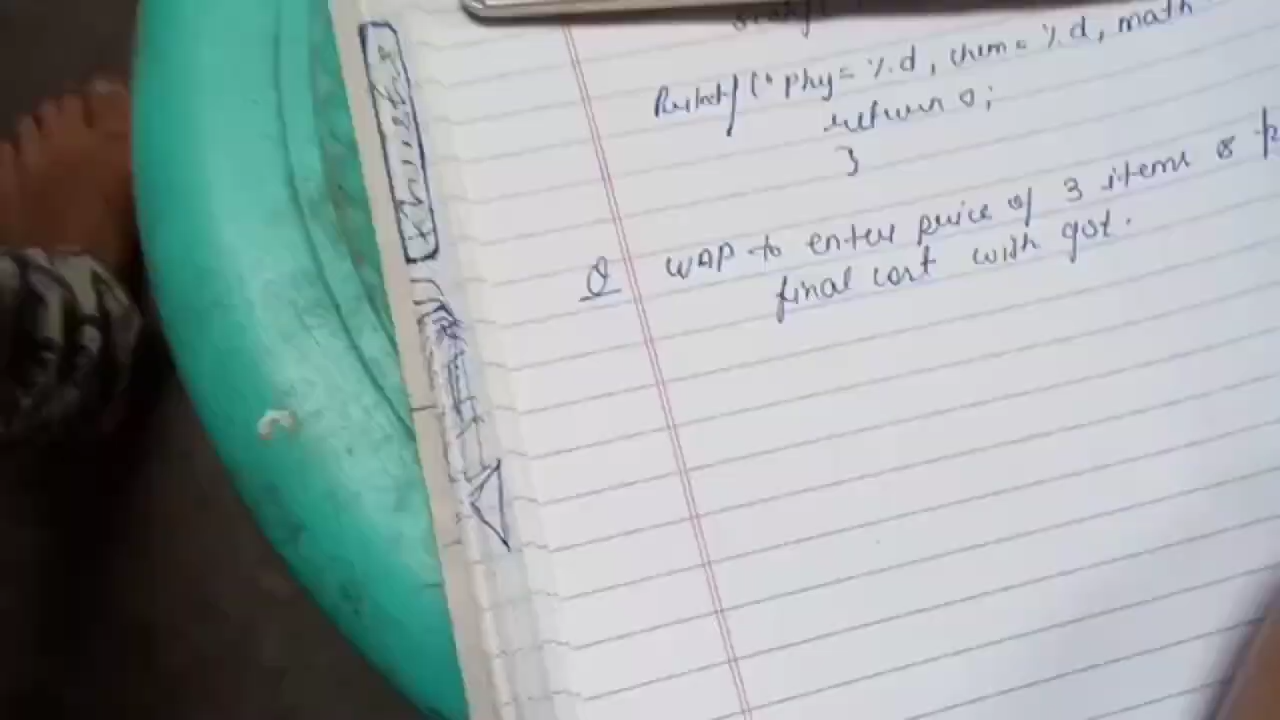 Printf(" Phy= %d, chem= %d, math
return 0;
}
Q WAP to enter price of 3 items &
final cost with gst.